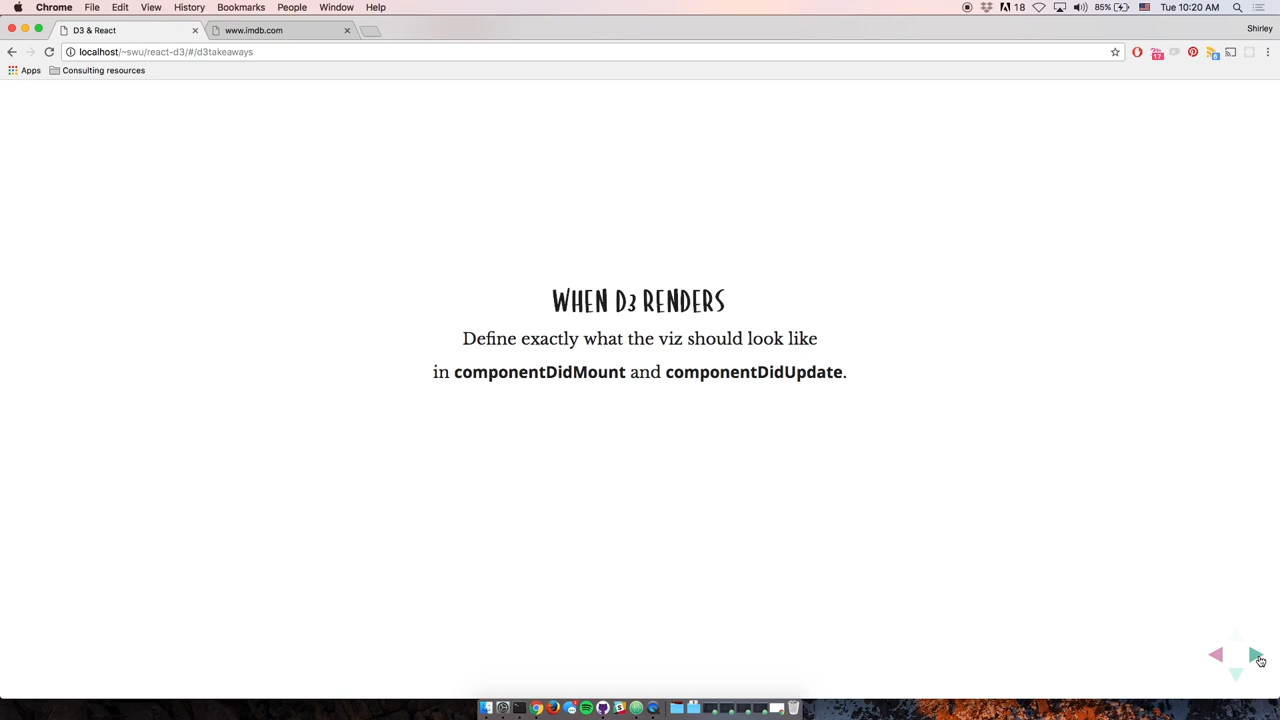 Chrome File Edit View History Bookmarks People Window Help 18 85% Tue 10:20 AM
D3 & React www.imdb.com Shirley
localhost/~swu/react-d3/#/d3takeaways
Apps Consulting resources
WHEN D3 RENDERS
Define exactly what the viz should look like
in componentDidMount and componentDidUpdate.